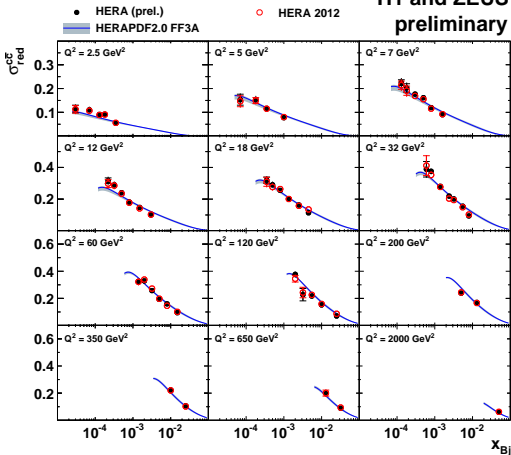 H1 and ZEUS
preliminary
HERA (prel.)
HERA 2012
HERAPDF2.0 FF3A
σ_red^cc̄
Q² = 2.5 GeV²
Q² = 5 GeV²
Q² = 7 GeV²
0.3
0.2
0.1
Q² = 12 GeV²
Q² = 18 GeV²
Q² = 32 GeV²
0.4
0.2
Q² = 60 GeV²
Q² = 120 GeV²
Q² = 200 GeV²
0.6
0.4
0.2
Q² = 350 GeV²
Q² = 650 GeV²
Q² = 2000 GeV²
0.6
0.4
0.2
10⁻⁴ 10⁻³ 10⁻² 10⁻⁴ 10⁻³ 10⁻² 10⁻⁴ 10⁻³ 10⁻²
x_Bj